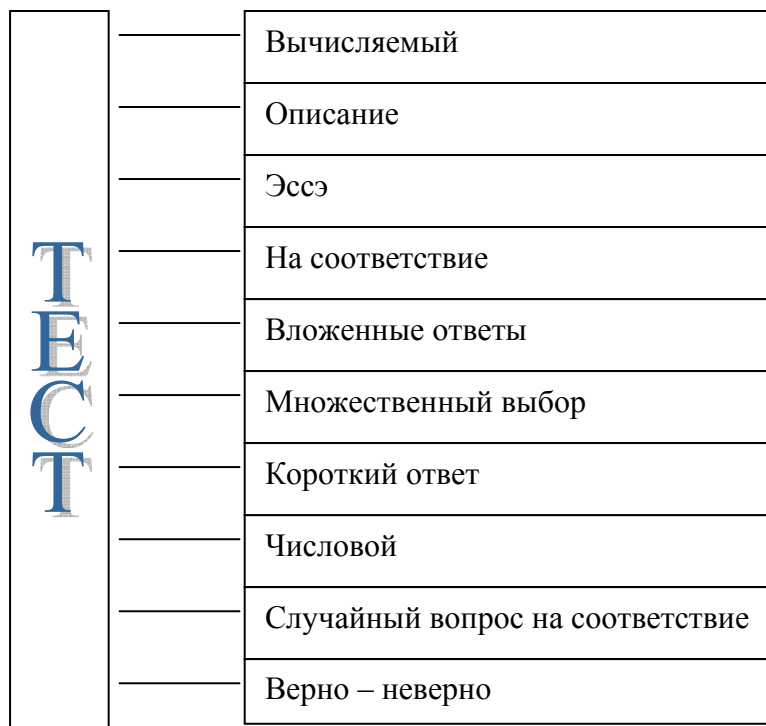 ТЕСТ
Вычисляемый
Описание
Эссэ
На соответствие
Вложенные ответы
Множественный выбор
Короткий ответ
Числовой
Случайный вопрос на соответствие
Верно – неверно